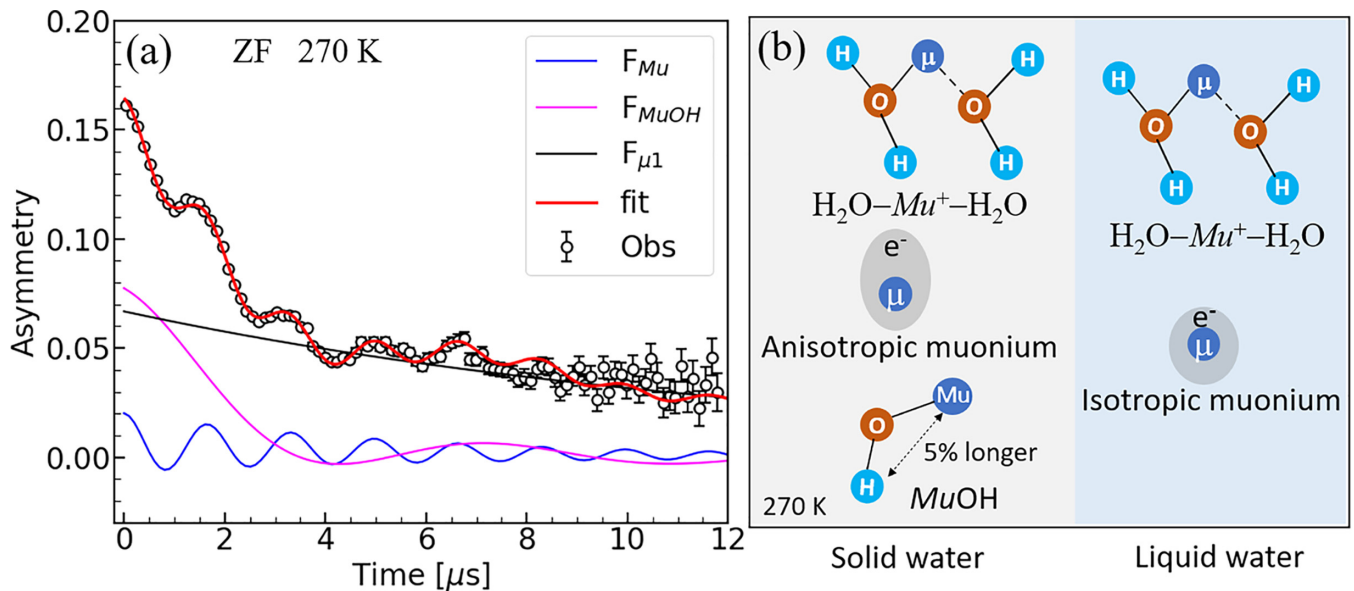 (a)
ZF 270 K
F_Mu
F_MuOH
F_μ1
fit
Obs
Asymmetry
0.20
0.15
0.10
0.05
0.00
0 2 4 6 8 10 12
Time [μs]
(b)
H μ H
O O
H H
H₂O–Mu⁺–H₂O
e⁻
μ
Anisotropic muonium
Mu
O
5% longer
H
MuOH
270 K
Solid water
H μ H
O O
H H
H₂O–Mu⁺–H₂O
e⁻
μ
Isotropic muonium
Liquid water